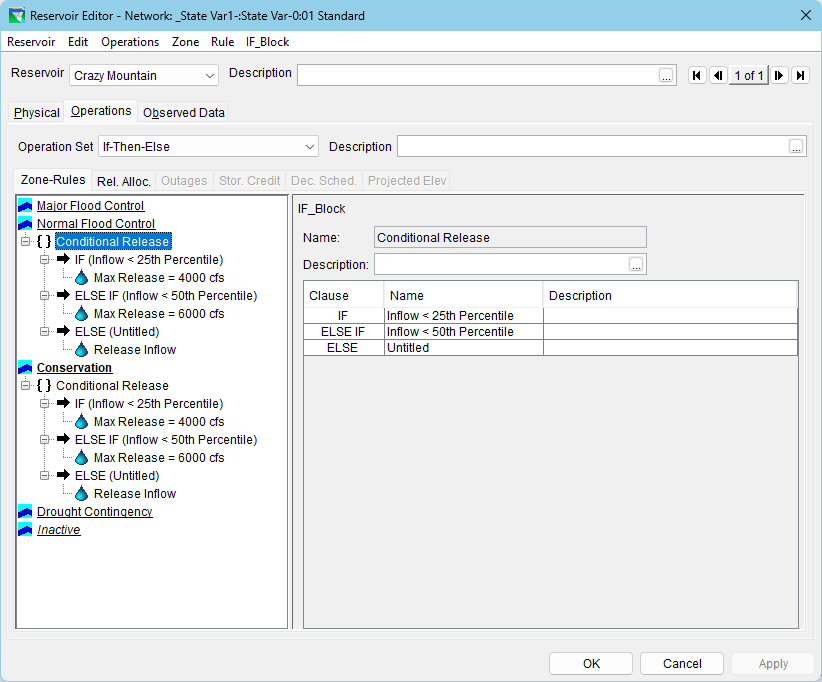 Reservoir Editor - Network: _State Var1-:State Var-0:01 Standard
Reservoir Edit Operations Zone Rule IF_Block
Reservoir Crazy Mountain Description ... 1 of 1
Physical Operations Observed Data
Operation Set If-Then-Else Description ...
Zone-Rules Rel. Alloc. Outages Stor. Credit Dec. Sched. Projected Elev
Major Flood Control
Normal Flood Control
{ } Conditional Release
IF (Inflow < 25th Percentile)
Max Release = 4000 cfs
ELSE IF (Inflow < 50th Percentile)
Max Release = 6000 cfs
ELSE (Untitled)
Release Inflow
Conservation
{ } Conditional Release
IF (Inflow < 25th Percentile)
Max Release = 4000 cfs
ELSE IF (Inflow < 50th Percentile)
Max Release = 6000 cfs
ELSE (Untitled)
Release Inflow
Drought Contingency
Inactive
IF_Block
Name: Conditional Release
Description: ...
Clause Name Description
IF Inflow < 25th Percentile
ELSE IF Inflow < 50th Percentile
ELSE Untitled
OK Cancel Apply